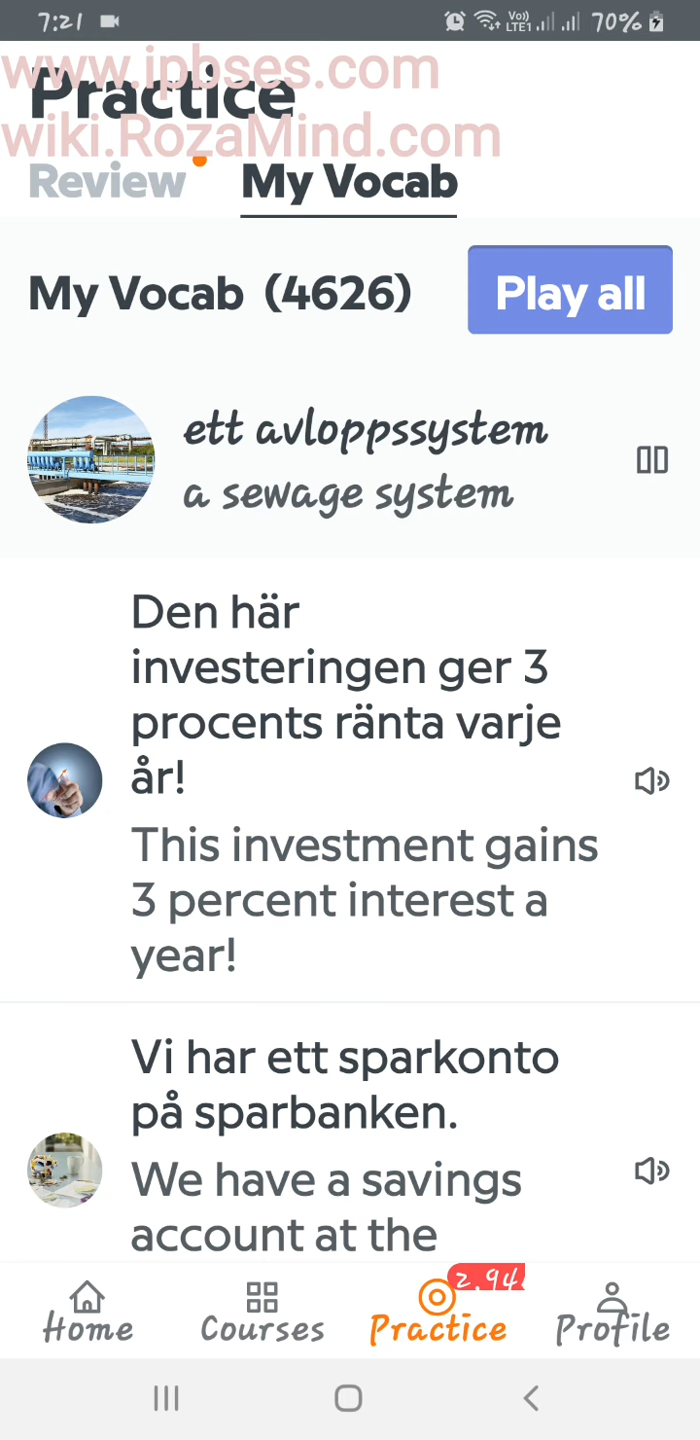 7:21
Vo)) LTE1 70%
www.ipbses.com
Practice
wiki.RozaMind.com
Review My Vocab
My Vocab (4626) Play all
ett avloppssystem
a sewage system
Den här
investeringen ger 3
procents ränta varje
år!
This investment gains
3 percent interest a
year!
Vi har ett sparkonto
på sparbanken.
We have a savings
account at the
2,94
Home Courses Practice Profile